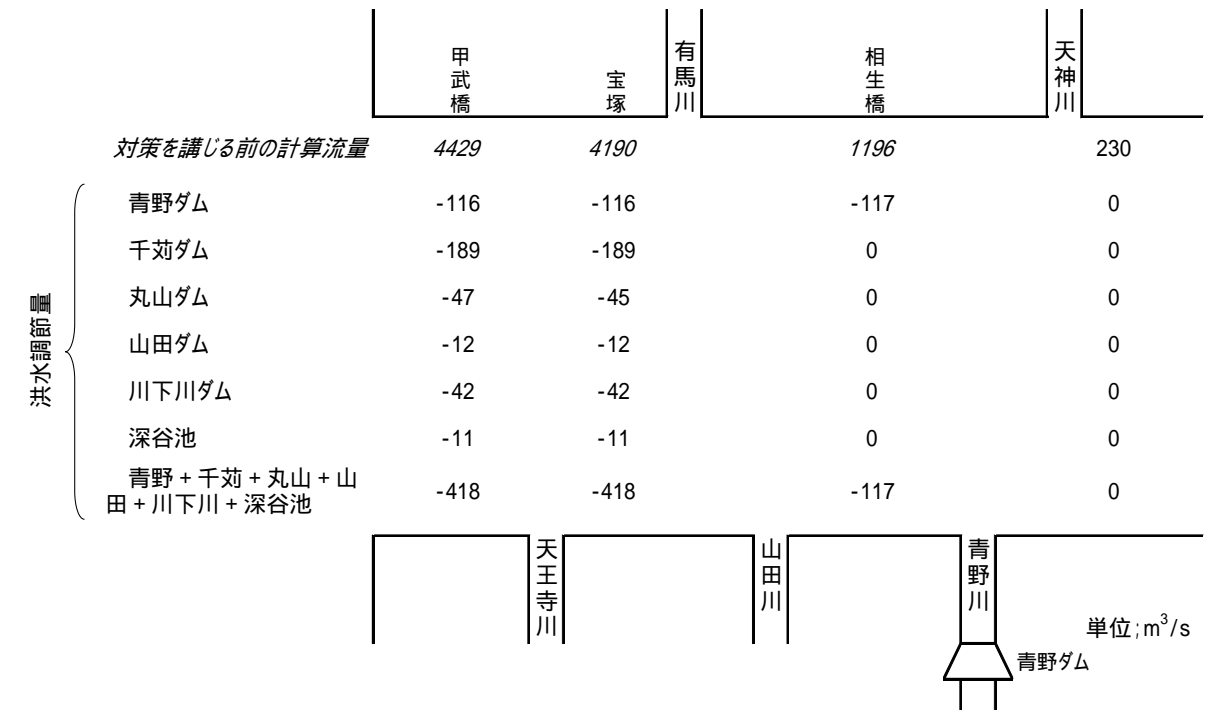 甲武橋
宝塚
有馬川
相生橋
天神川
対策を講じる前の計算流量 4429 4190 1196 230
洪水調節量
青野ダム -116 -116 -117 0
千苅ダム -189 -189 0 0
丸山ダム -47 -45 0 0
山田ダム -12 -12 0 0
川下川ダム -42 -42 0 0
深谷池 -11 -11 0 0
青野+千苅+丸山+山
田+川下川+深谷池 -418 -418 -117 0
天王寺川
山田川
青野川
単位;m³/s
青野ダム